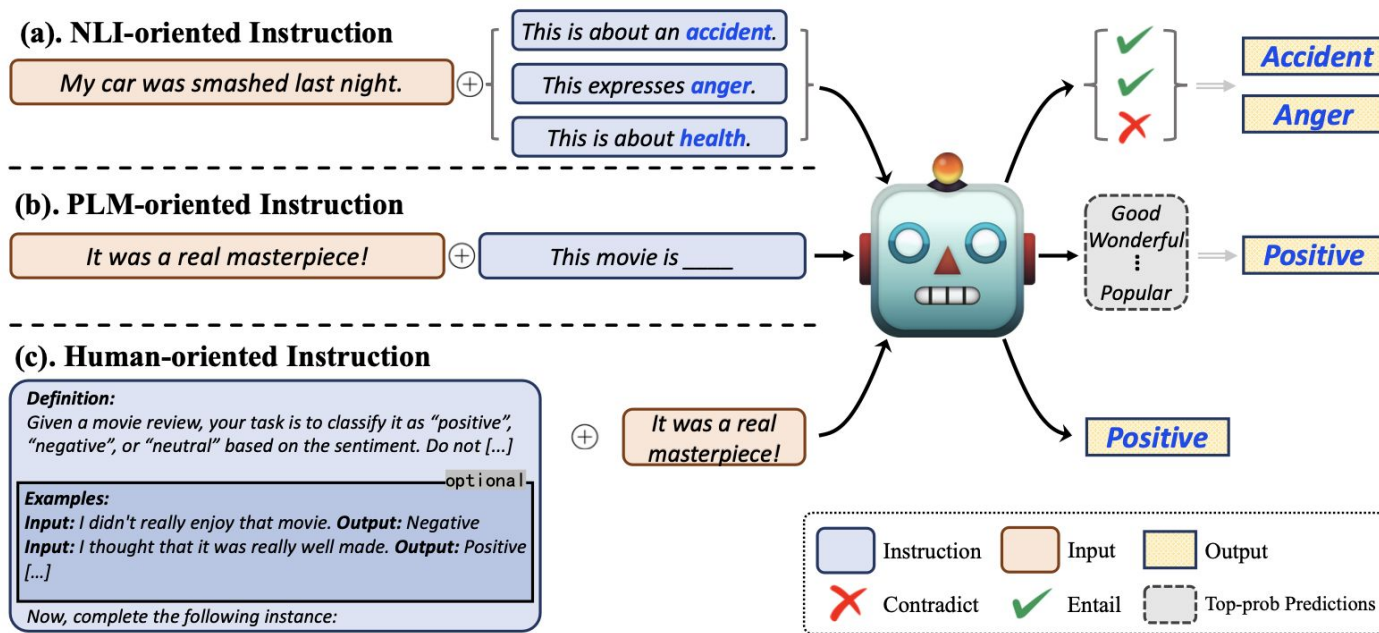 (a). NLI-oriented Instruction
My car was smashed last night.
This is about an accident.
This expresses anger.
This is about health.
Accident
Anger
(b). PLM-oriented Instruction
It was a real masterpiece!
This movie is ____
Good
Wonderful
⋮
Popular
Positive
(c). Human-oriented Instruction
Definition:
Given a movie review, your task is to classify it as “positive”,
“negative”, or “neutral” based on the sentiment. Do not [...]
optional
Examples:
Input: I didn't really enjoy that movie. Output: Negative
Input: I thought that it was really well made. Output: Positive
[...]
Now, complete the following instance:
It was a real
masterpiece!
Positive
Instruction
Input
Output
Contradict
Entail
Top-prob Predictions